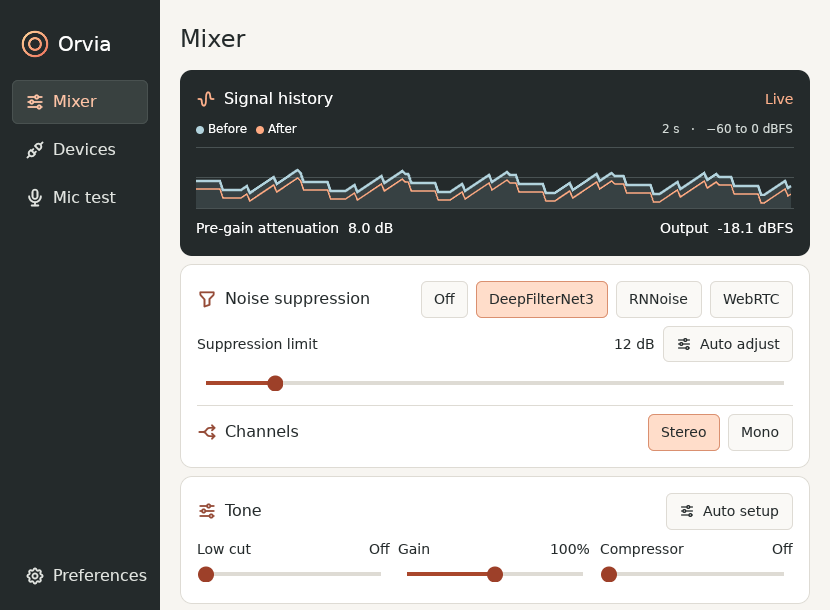 Orvia
Mixer
Devices
Mic test
Preferences
Mixer
Signal history
Live
Before After
2 s · −60 to 0 dBFS
Pre-gain attenuation 8.0 dB
Output -18.1 dBFS
Noise suppression
Off DeepFilterNet3 RNNoise WebRTC
Suppression limit
12 dB Auto adjust
Channels
Stereo Mono
Tone
Auto setup
Low cut Off Gain 100% Compressor Off